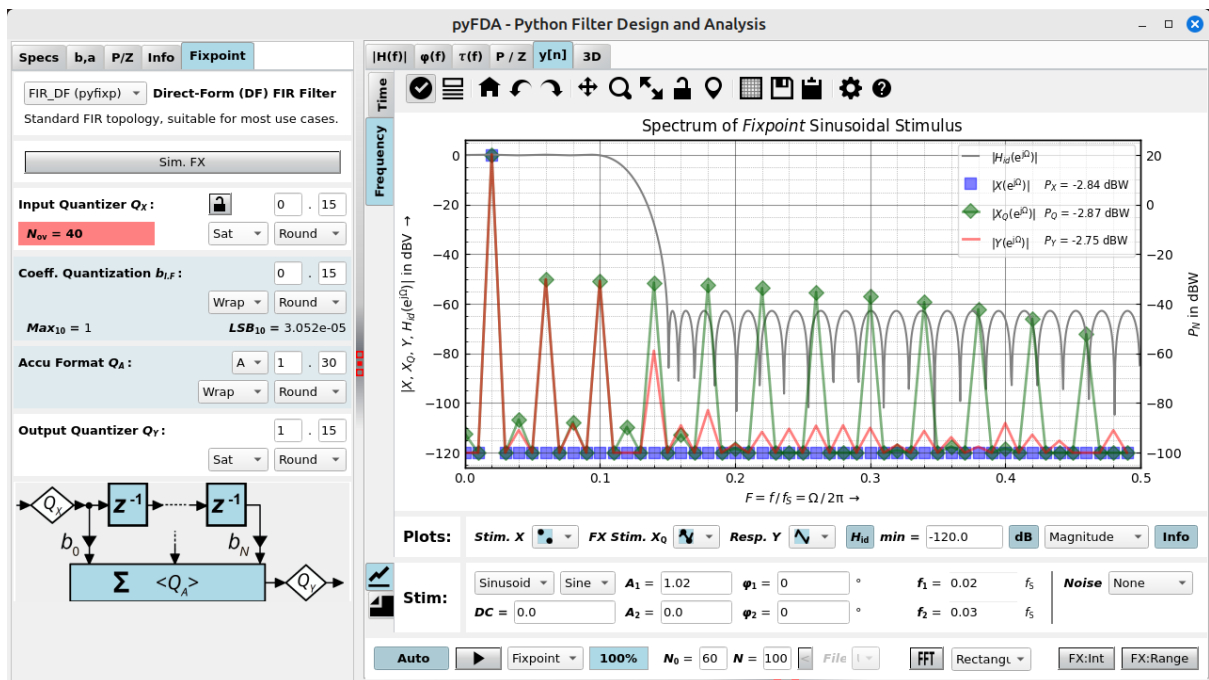 pyFDA - Python Filter Design and Analysis
Specs b,a P/Z Info Fixpoint
FIR_DF (pyfixp) Direct-Form (DF) FIR Filter
Standard FIR topology, suitable for most use cases.
Sim. FX
Input Quantizer Q_X: 0 . 15
N_ov = 40 Sat Round
Coeff. Quantization b_I.F: 0 . 15
Wrap Round
Max₁₀ = 1 LSB₁₀ = 3.052e-05
Accu Format Q_A: A 1 . 30
Wrap Round
Output Quantizer Q_Y: 1 . 15
Sat Round
Q_X z⁻¹ z⁻¹
b_0 b_N
Σ <Q_A> Q_Y
|H(f)| φ(f) τ(f) P / Z y[n] 3D
Time
Frequency
Spectrum of Fixpoint Sinusoidal Stimulus
|X, X_Q, Y, H_id(e^jΩ)| in dBV →
0
−20
−40
−60
−80
−100
−120
|H_id(e^jΩ)|
|X(e^jΩ)| P_X = -2.84 dBW
|X_Q(e^jΩ)| P_Q = -2.87 dBW
|Y(e^jΩ)| P_Y = -2.75 dBW
20
0
−20
−40
−60
−80
−100
P_N in dBW
0.0 0.1 0.2 0.3 0.4 0.5
F = f / f_S = Ω / 2π →
Plots: Stim. X FX Stim. X_Q Resp. Y H_id min = -120.0 dB Magnitude Info
Stim: Sinusoid Sine A₁ = 1.02 φ₁ = 0 ° f₁ = 0.02 f_S Noise None
DC = 0.0 A₂ = 0.0 φ₂ = 0 ° f₂ = 0.03 f_S
Auto Fixpoint 100% N₀ = 60 N = 100 < File FFT Rectangu FX:Int FX:Range